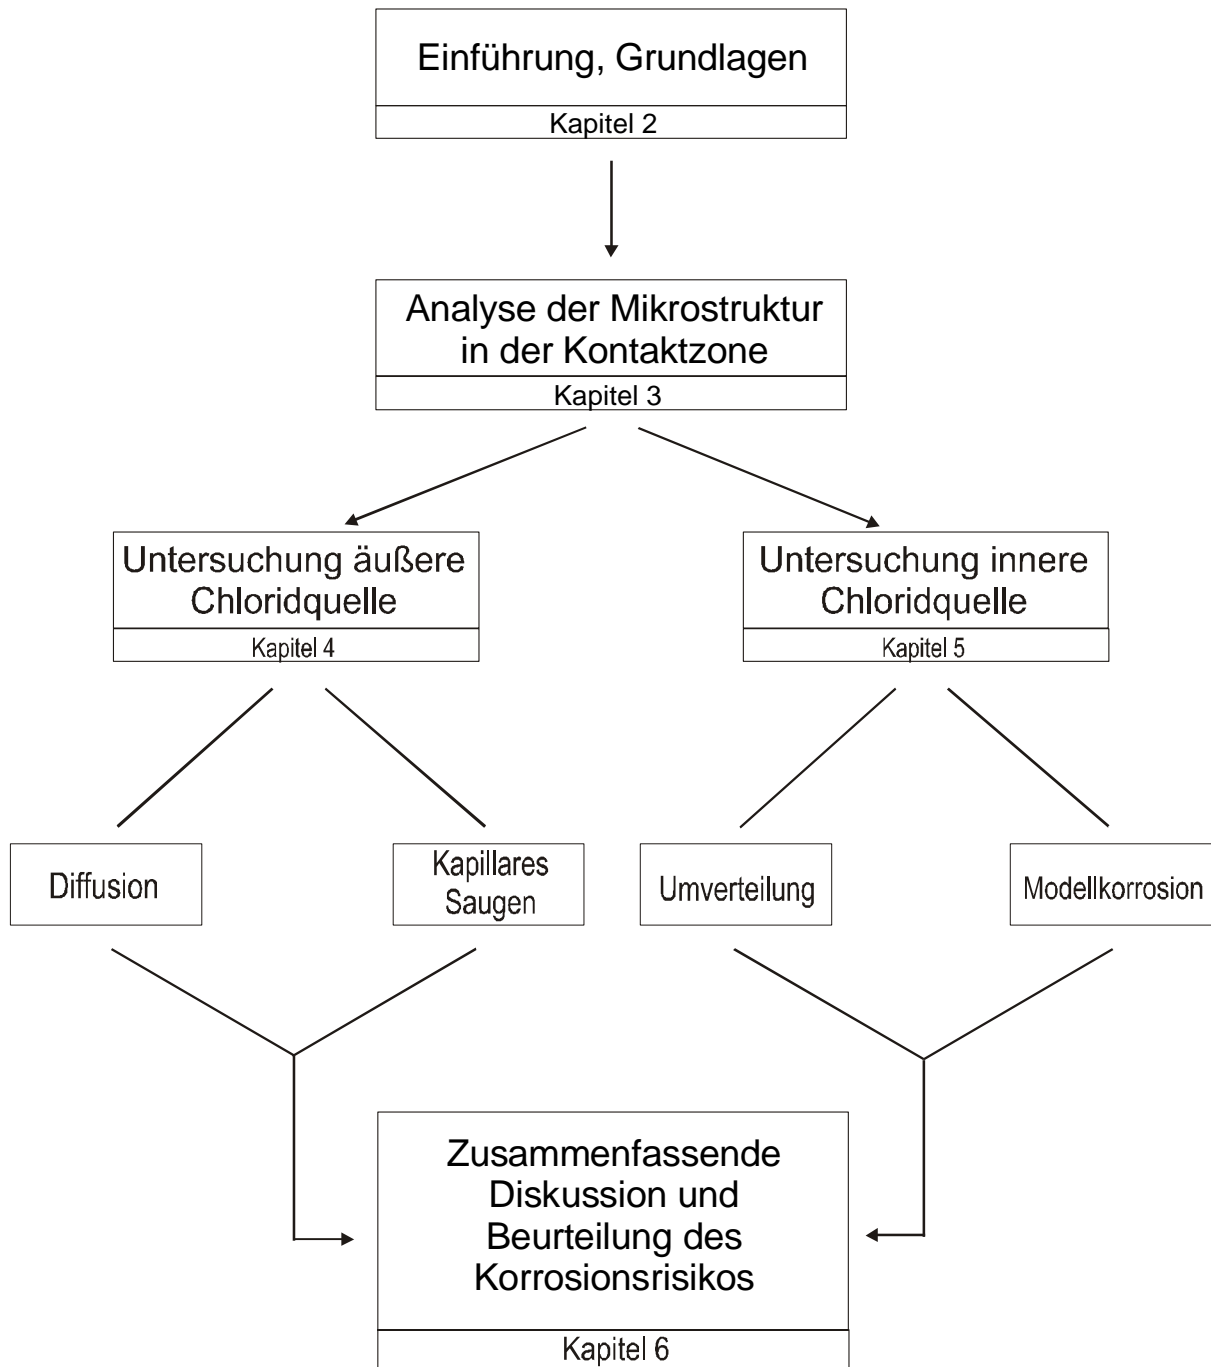 Einführung, Grundlagen
Kapitel 2
Analyse der Mikrostruktur
in der Kontaktzone
Kapitel 3
Untersuchung äußere
Chloridquelle
Kapitel 4
Untersuchung innere
Chloridquelle
Kapitel 5
Diffusion
Kapillares
Saugen
Umverteilung
Modellkorrosion
Zusammenfassende
Diskussion und
Beurteilung des
Korrosionsrisikos
Kapitel 6